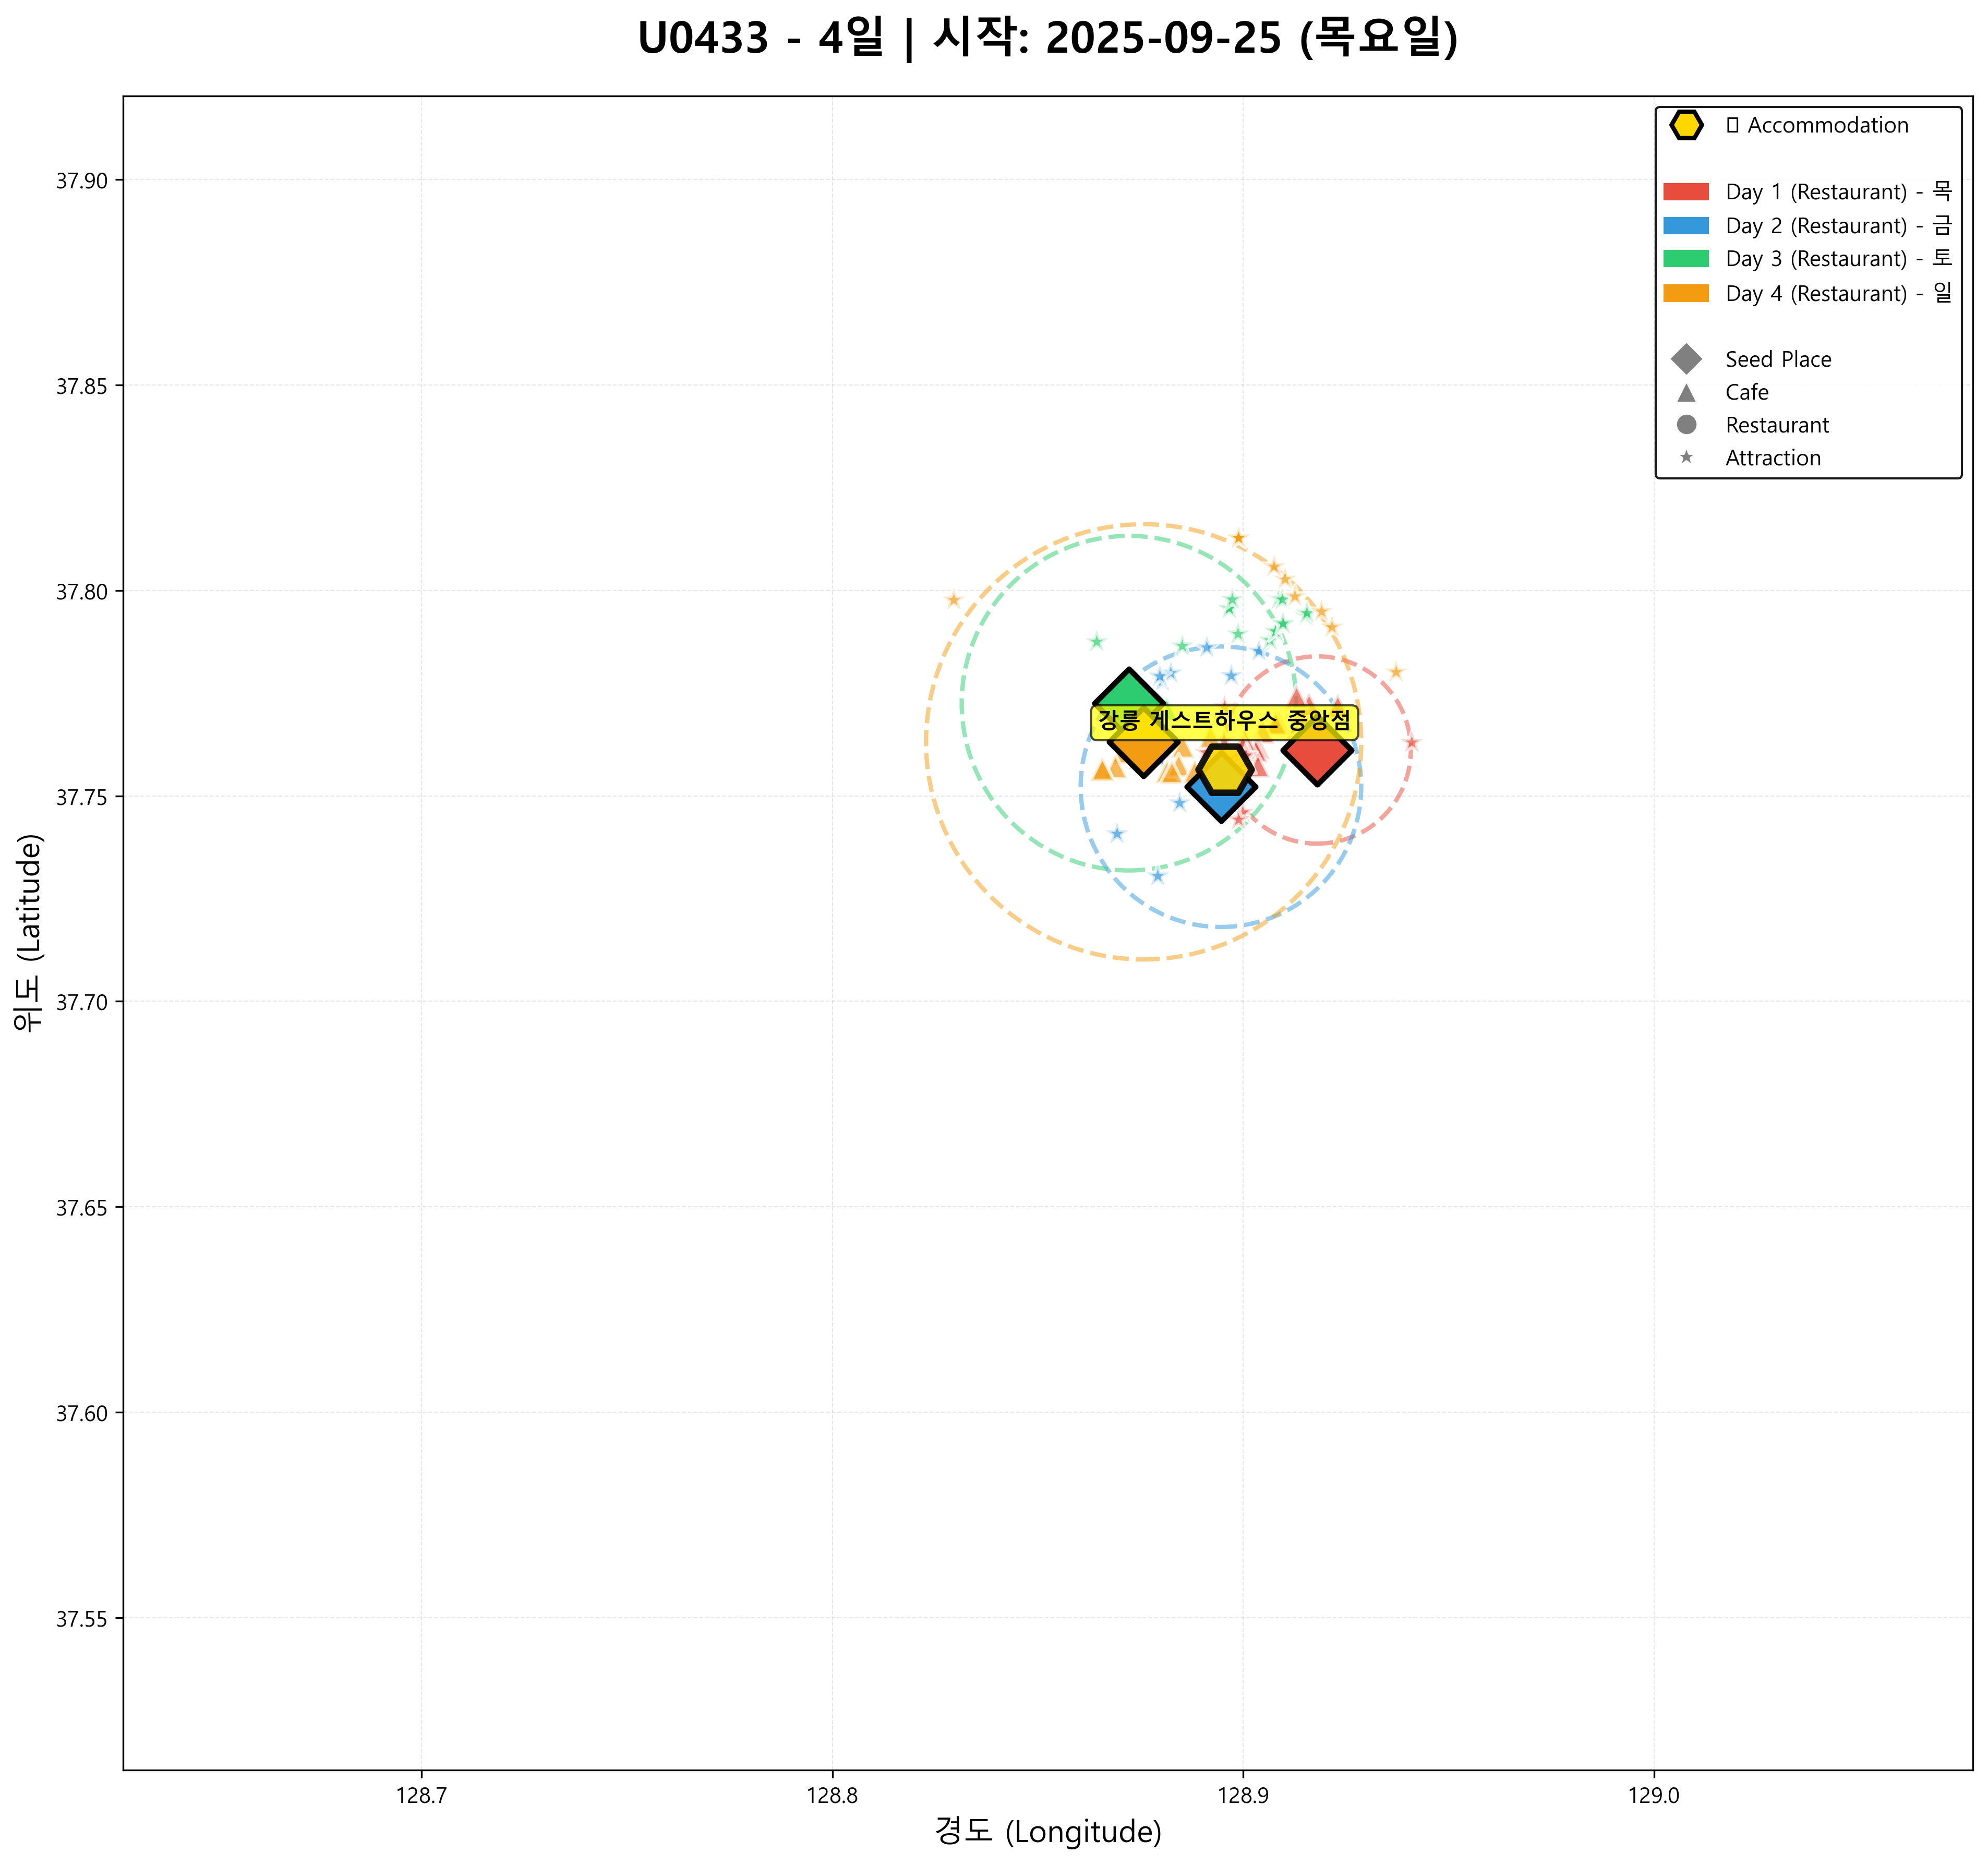 U0433 - 4일 | 시작: 2025-09-25 (목요일)
Accommodation
Day 1 (Restaurant) - 목
Day 2 (Restaurant) - 금
Day 3 (Restaurant) - 토
Day 4 (Restaurant) - 일
Seed Place
Cafe
Restaurant
Attraction
37.90
37.85
37.80
37.75
37.70
37.65
37.60
37.55
위도 (Latitude)
강릉 게스트하우스 중앙점
128.7
128.8
128.9
129.0
경도 (Longitude)